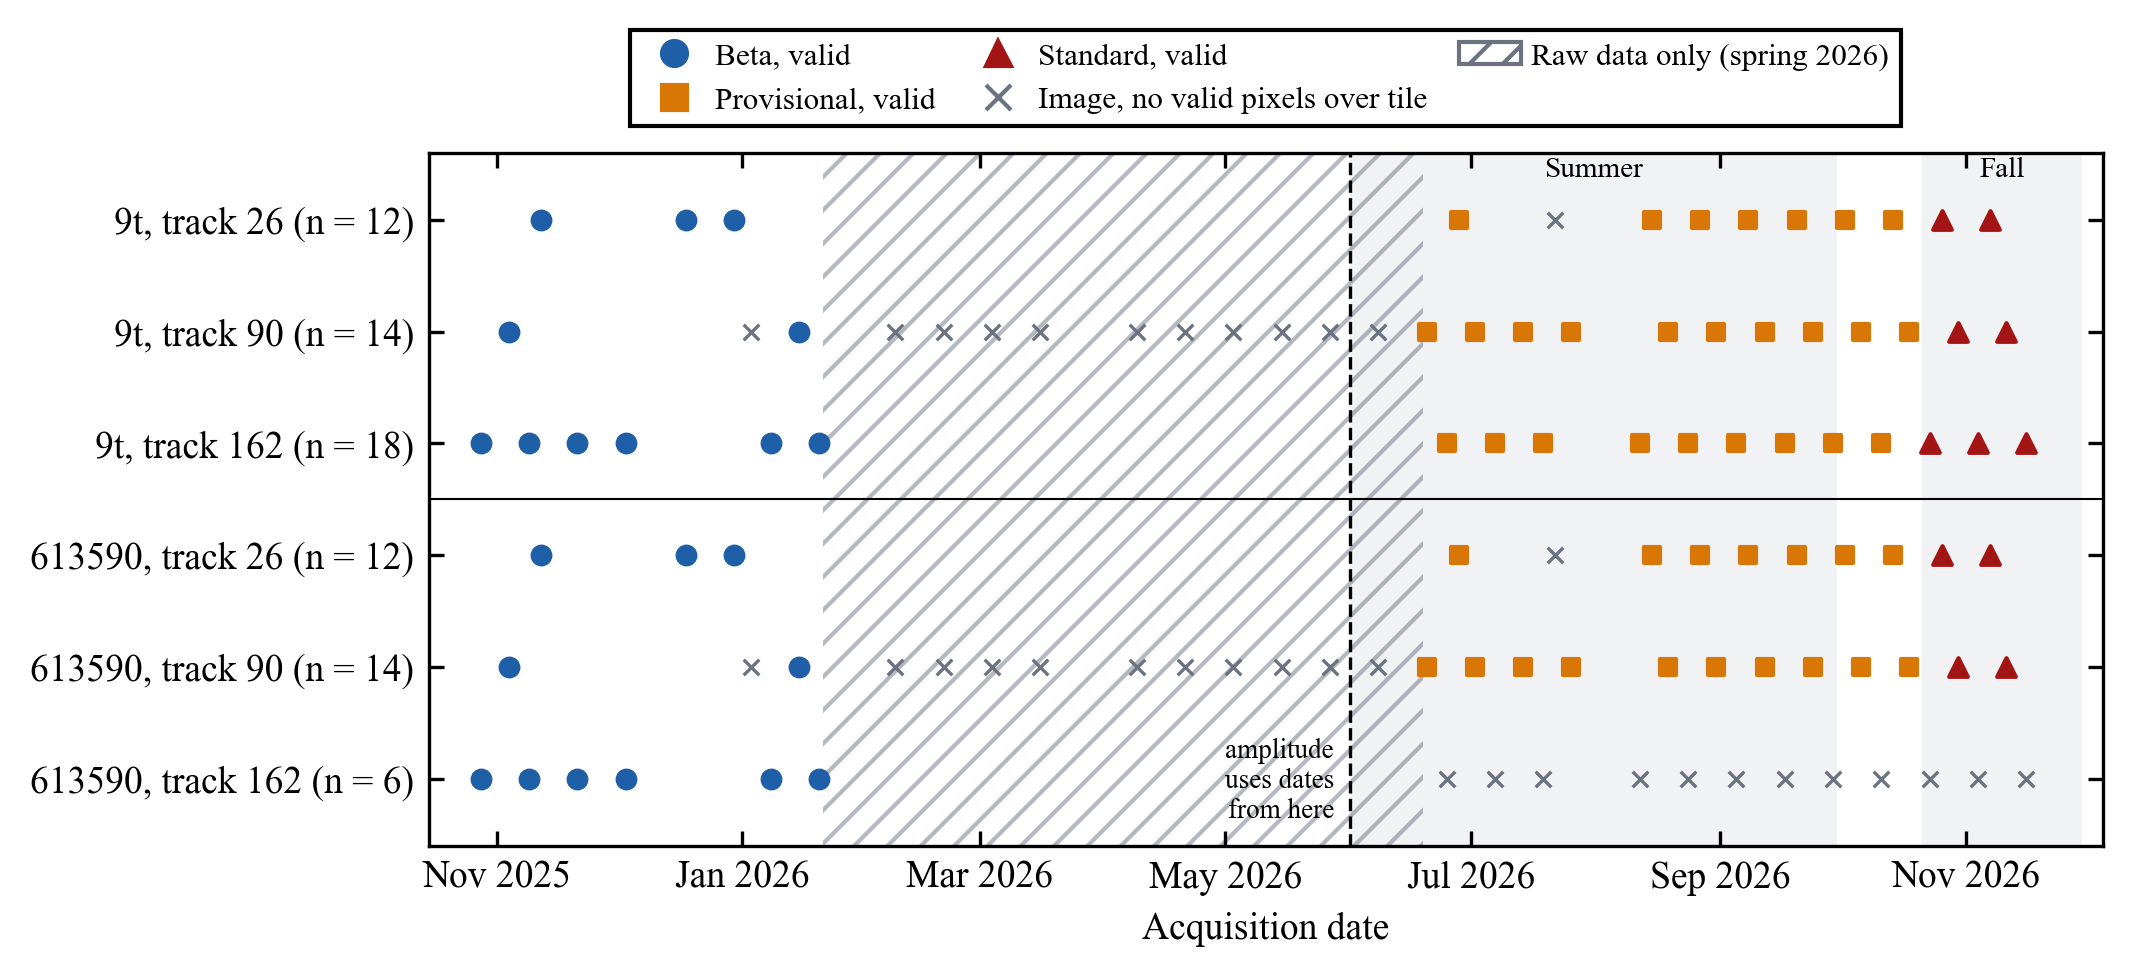 Beta, valid
Provisional, valid
Standard, valid
Image, no valid pixels over tile
Raw data only (spring 2026)
Summer
Fall
9t, track 26 (n = 12)
9t, track 90 (n = 14)
9t, track 162 (n = 18)
613590, track 26 (n = 12)
613590, track 90 (n = 14)
613590, track 162 (n = 6)
amplitude
uses dates
from here
Nov 2025
Jan 2026
Mar 2026
May 2026
Jul 2026
Sep 2026
Nov 2026
Acquisition date